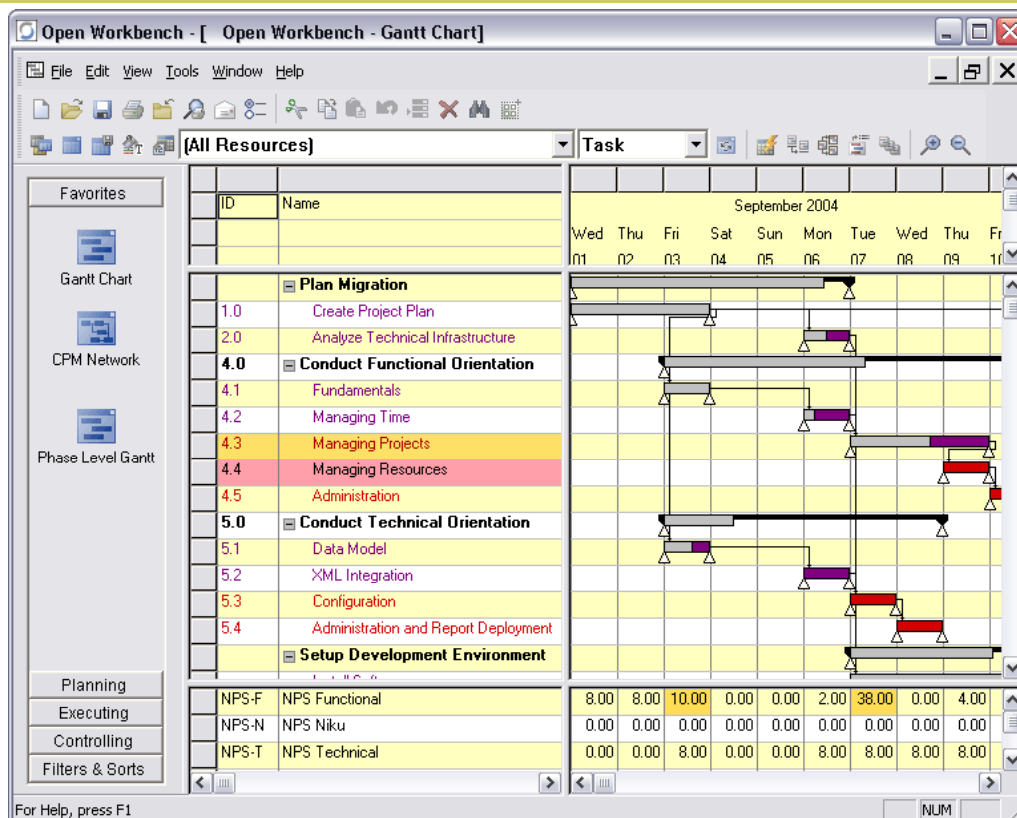 Open Workbench - [ Open Workbench - Gantt Chart]
File Edit View Tools Window Help
(All Resources) Task
Favorites
Gantt Chart
CPM Network
Phase Level Gantt
Planning
Executing
Controlling
Filters & Sorts
ID Name
September 2004
Wed Thu Fri Sat Sun Mon Tue Wed Thu Fr
01 02 03 04 05 06 07 08 09 10
Plan Migration
1.0 Create Project Plan
2.0 Analyze Technical Infrastructure
4.0 Conduct Functional Orientation
4.1 Fundamentals
4.2 Managing Time
4.3 Managing Projects
4.4 Managing Resources
4.5 Administration
5.0 Conduct Technical Orientation
5.1 Data Model
5.2 XML Integration
5.3 Configuration
5.4 Administration and Report Deployment
Setup Development Environment
NPS-F NPS Functional 8.00 8.00 10.00 0.00 0.00 2.00 38.00 0.00 4.00
NPS-N NPS Niku 0.00 0.00 0.00 0.00 0.00 0.00 0.00 0.00 0.00
NPS-T NPS Technical 0.00 0.00 8.00 0.00 0.00 8.00 8.00 8.00 8.00
For Help, press F1 NUM